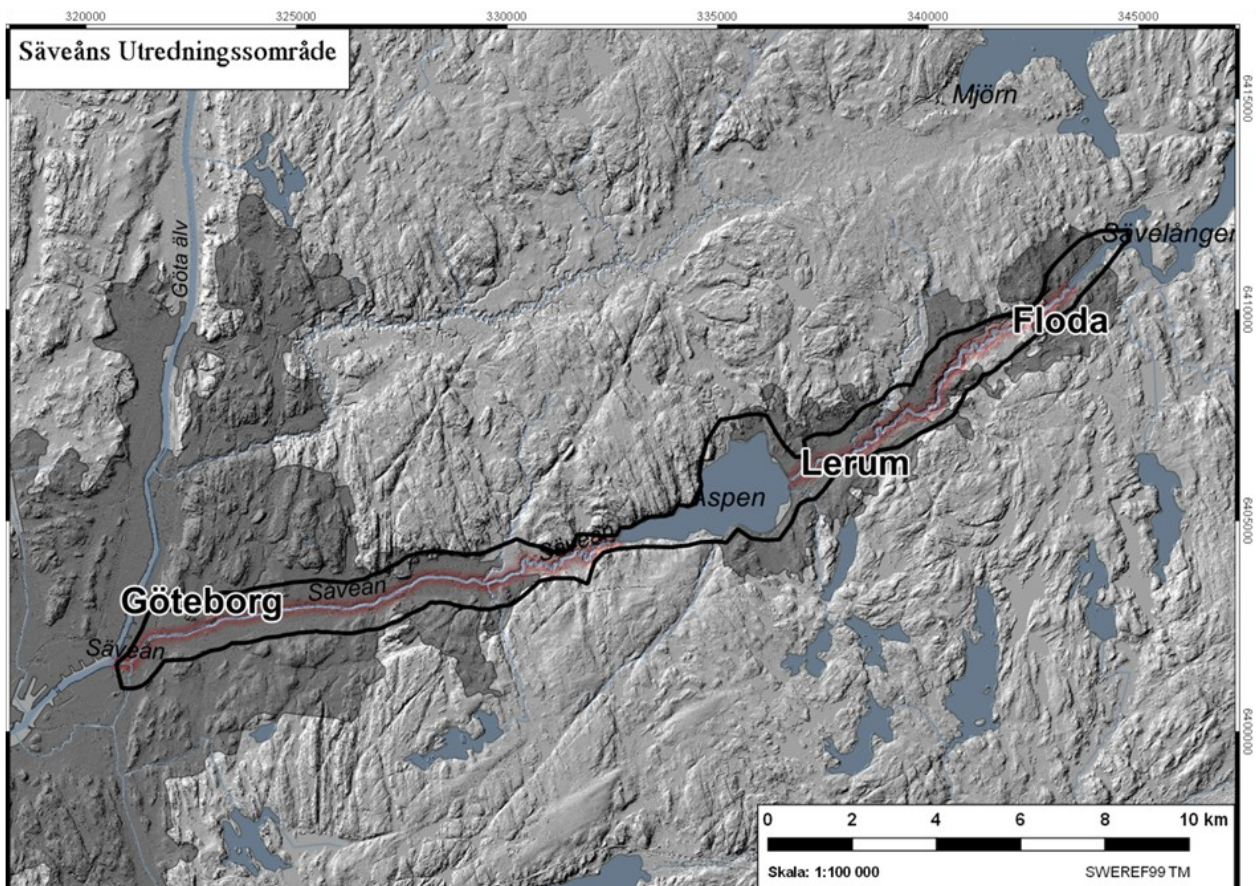 320000 325000 330000 335000 340000 345000
Säveåns Utredningssområde
Mjörn
6415000
Göta älv
Sävelången
6410000
Floda
Lerum
Aspen
6405000
Säveån
Säveån
Göteborg
Säveån
6400000
0 2 4 6 8 10 km
Skala: 1:100 000 SWEREF99 TM